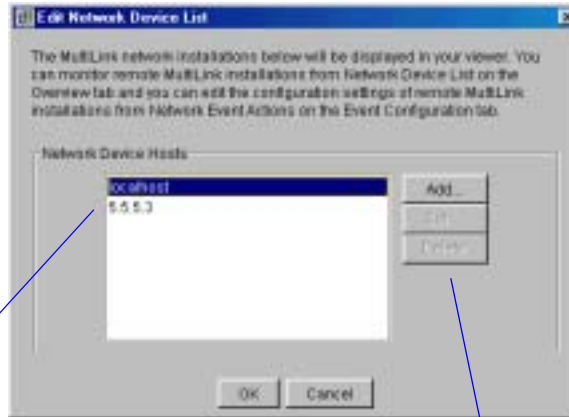 Edit Network Device List
The MultiLink network installations below will be displayed in your viewer. You
can monitor remote MultiLink installations from Network Device List on the
Overview tab and you can edit the configuration settings of remote MultiLink
installations from Network Event Actions on the Event Configuration tab.
Network Device Hosts
localhost
Add...
5.5.5.3
Edit...
Delete...
OK
Cancel